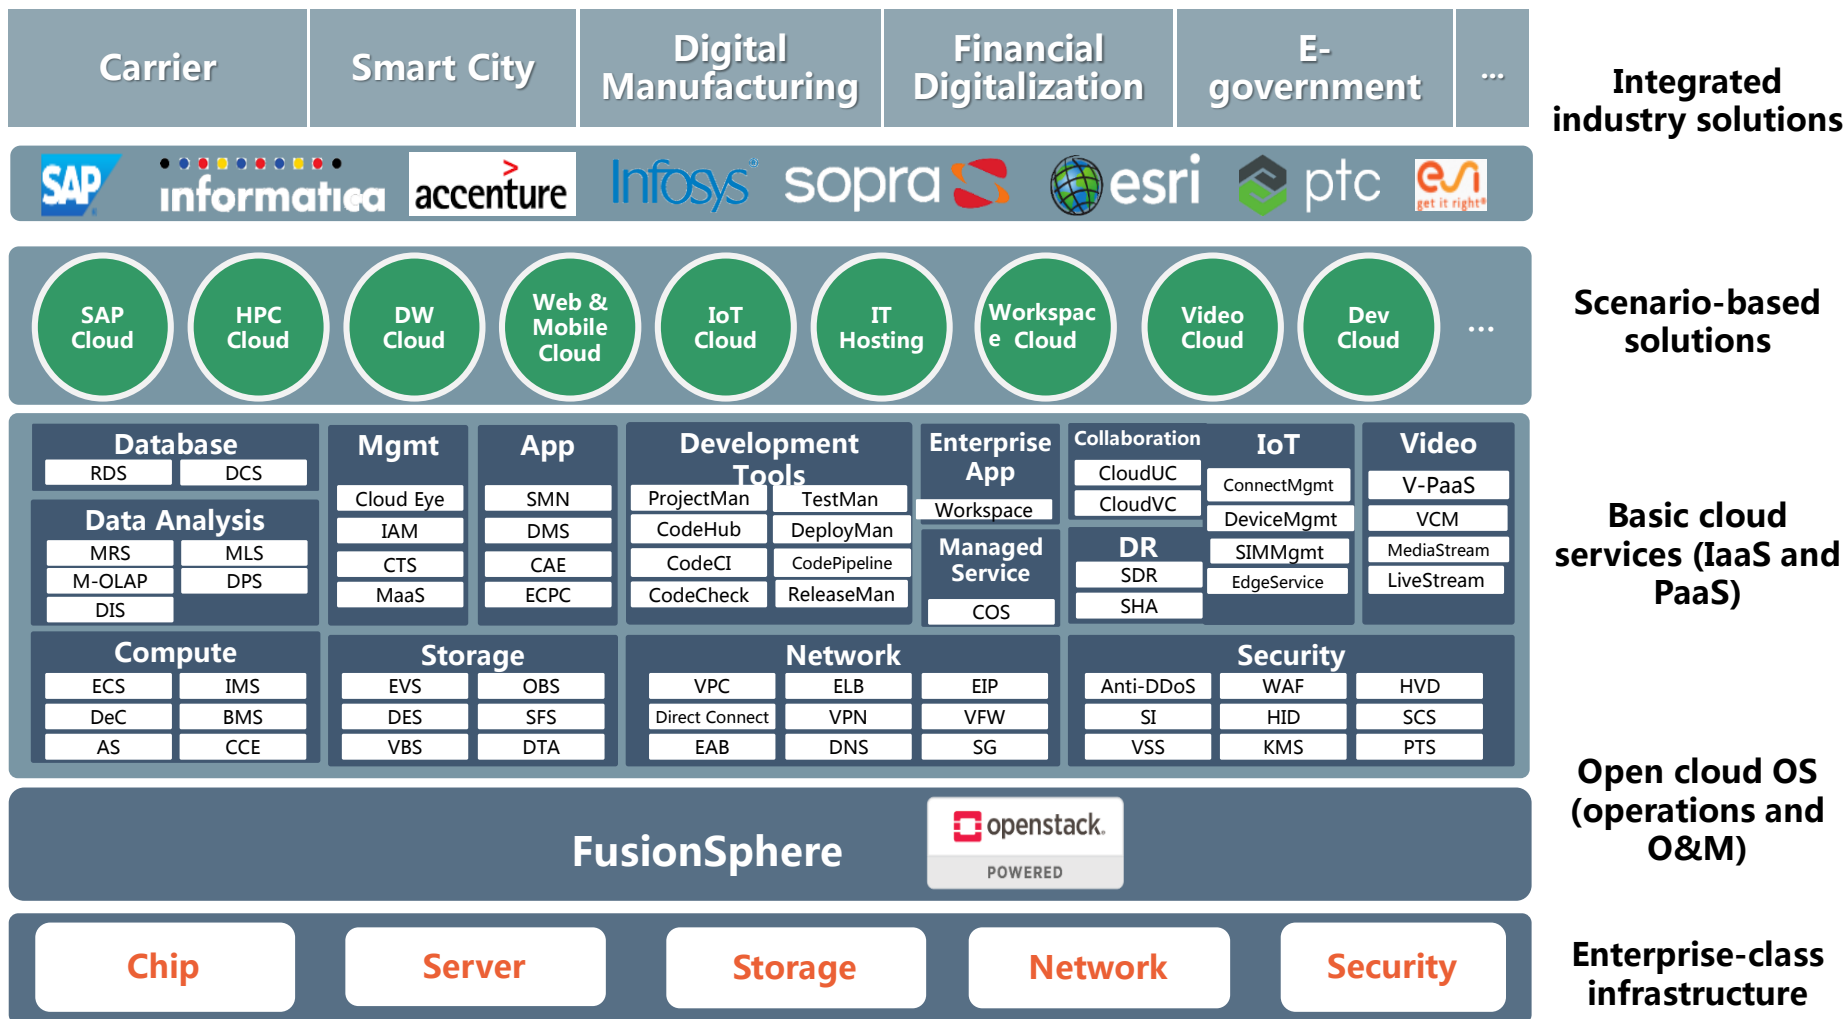 Carrier
Smart City
Digital
Manufacturing
Financial
Digitalization
E-
government
...
Integrated
industry solutions
SAP
informatica
accenture
Infosys
sopra
esri
ptc
esi
get it right®
SAP
Cloud
HPC
Cloud
DW
Cloud
Web &
Mobile
Cloud
IoT
Cloud
IT
Hosting
Workspac
e Cloud
Video
Cloud
Dev
Cloud
...
Scenario-based
solutions
Database
RDS
DCS
Data Analysis
MRS
MLS
M-OLAP
DPS
DIS
Mgmt
Cloud Eye
IAM
CTS
MaaS
App
SMN
DMS
CAE
ECPC
Development
Tools
ProjectMan
TestMan
CodeHub
DeployMan
CodeCI
CodePipeline
CodeCheck
ReleaseMan
Enterprise
App
Workspace
Managed
Service
COS
Collaboration
CloudUC
CloudVC
DR
SDR
SHA
IoT
ConnectMgmt
DeviceMgmt
SIMMgmt
EdgeService
Video
V-PaaS
VCM
MediaStream
LiveStream
Basic cloud
services (IaaS and
PaaS)
Compute
ECS
IMS
DeC
BMS
AS
CCE
Storage
EVS
OBS
DES
SFS
VBS
DTA
Network
VPC
ELB
EIP
Direct Connect
VPN
VFW
EAB
DNS
SG
Security
Anti-DDoS
WAF
HVD
SI
HID
SCS
VSS
KMS
PTS
FusionSphere
openstack.
POWERED
Open cloud OS
(operations and
O&M)
Chip
Server
Storage
Network
Security
Enterprise-class
infrastructure